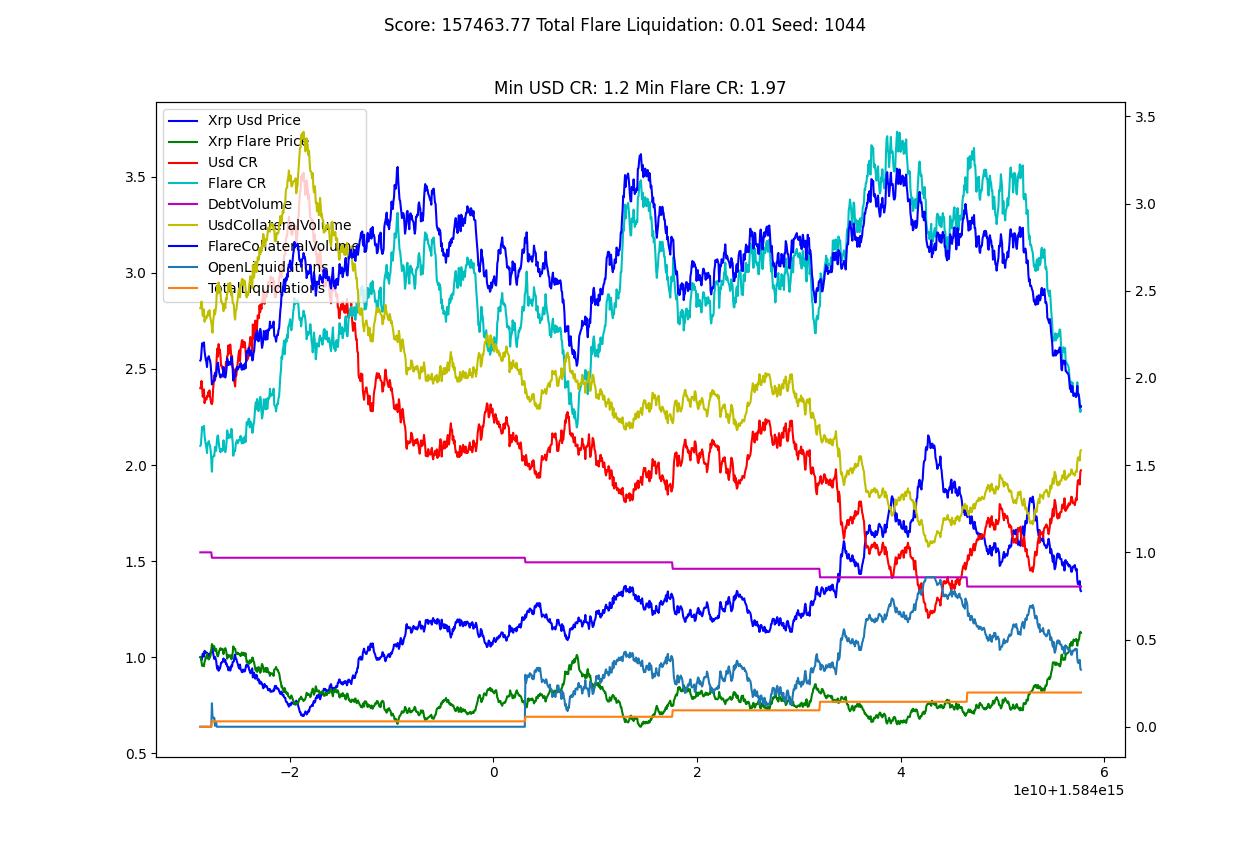 Score: 157463.77 Total Flare Liquidation: 0.01 Seed: 1044
Min USD CR: 1.2 Min Flare CR: 1.97
Xrp Usd Price
Xrp Flare Price
Usd CR
Flare CR
DebtVolume
UsdCollateralVolume
FlareCollateralVolume
OpenLiquidations
TotalLiquidations
3.5
3.0
2.5
2.0
1.5
1.0
0.5
3.5
3.0
2.5
2.0
1.5
1.0
0.5
0.0
−2 0 2 4 6
1e10+1.584e15